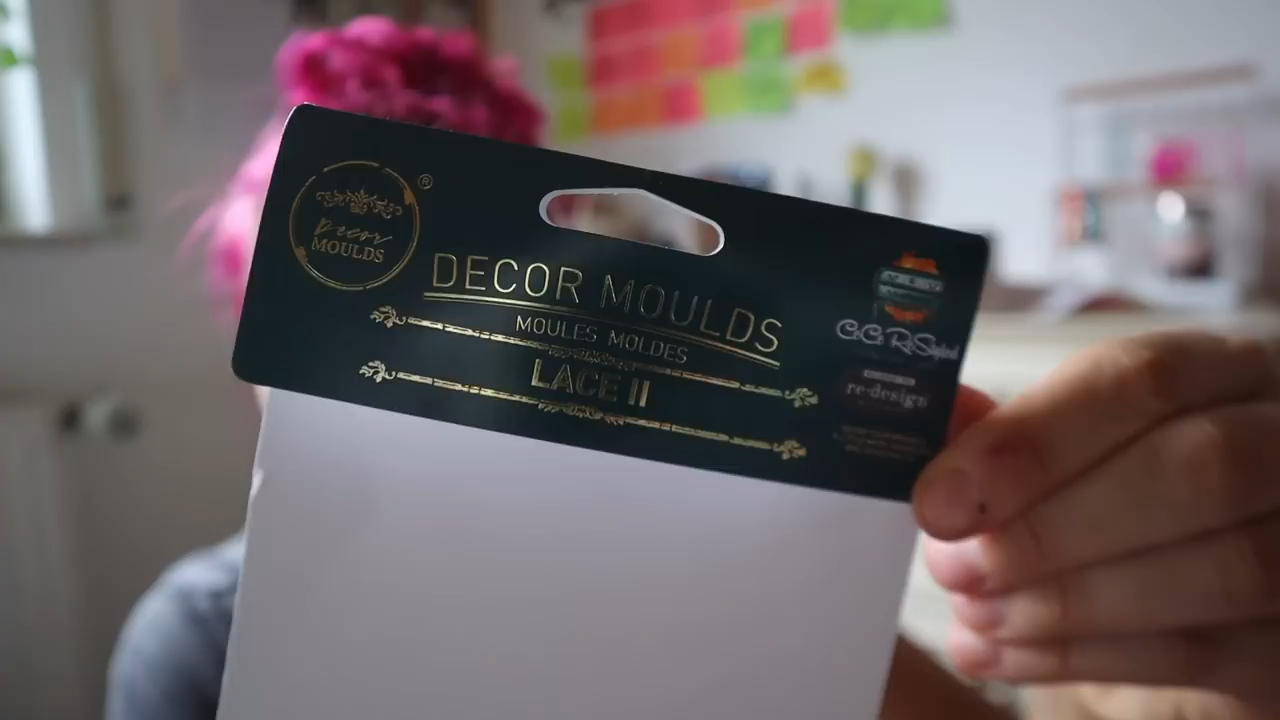 Decor
MOULDS
®
DECOR MOULDS
MOULES MOLDES
LACE II
CeCe ReStyled
re·design